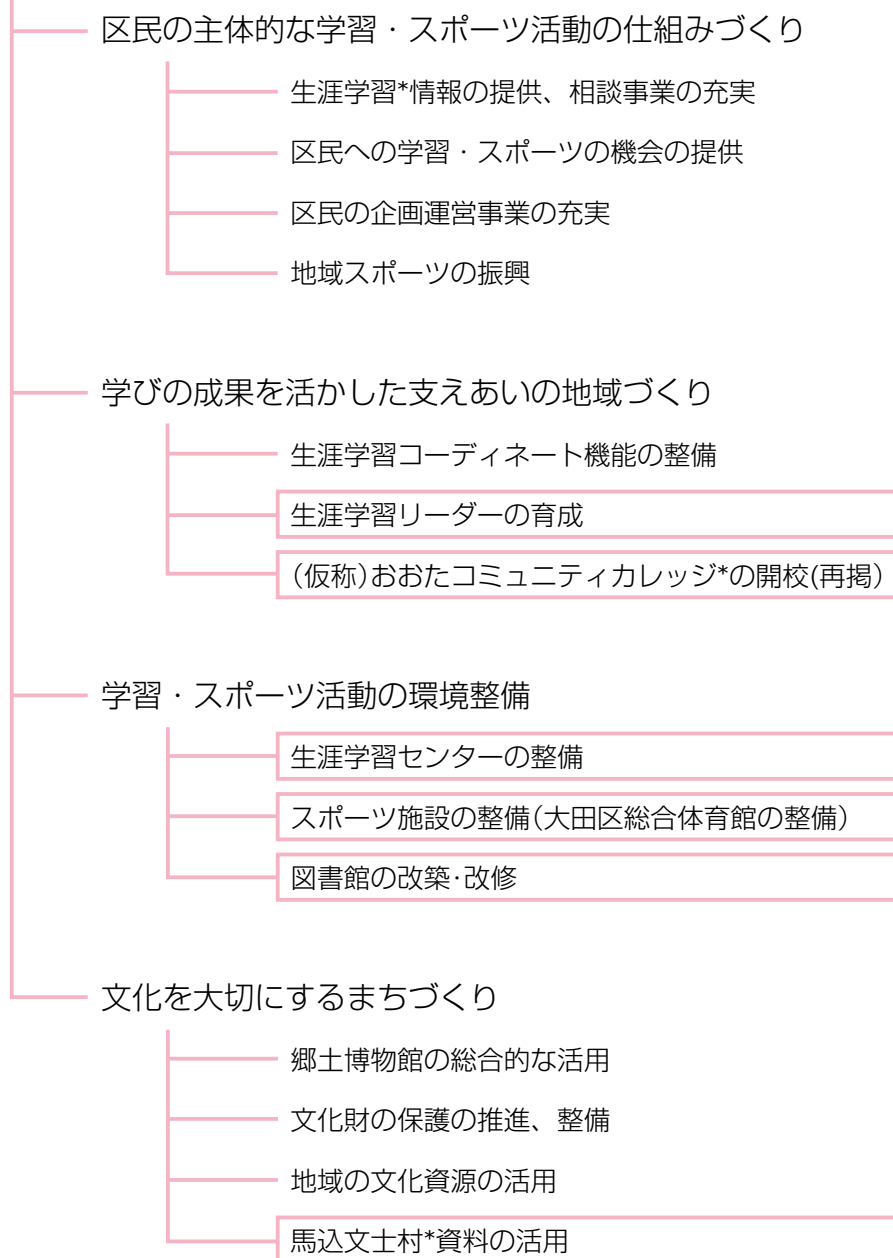 区民の主体的な学習・スポーツ活動の仕組みづくり
生涯学習*情報の提供、相談事業の充実
区民への学習・スポーツの機会の提供
区民の企画運営事業の充実
地域スポーツの振興
学びの成果を活かした支えあいの地域づくり
生涯学習コーディネート機能の整備
生涯学習リーダーの育成
（仮称）おおたコミュニティカレッジ*の開校(再掲）
学習・スポーツ活動の環境整備
生涯学習センターの整備
スポーツ施設の整備（大田区総合体育館の整備）
図書館の改築･改修
文化を大切にするまちづくり
郷土博物館の総合的な活用
文化財の保護の推進、整備
地域の文化資源の活用
馬込文士村*資料の活用